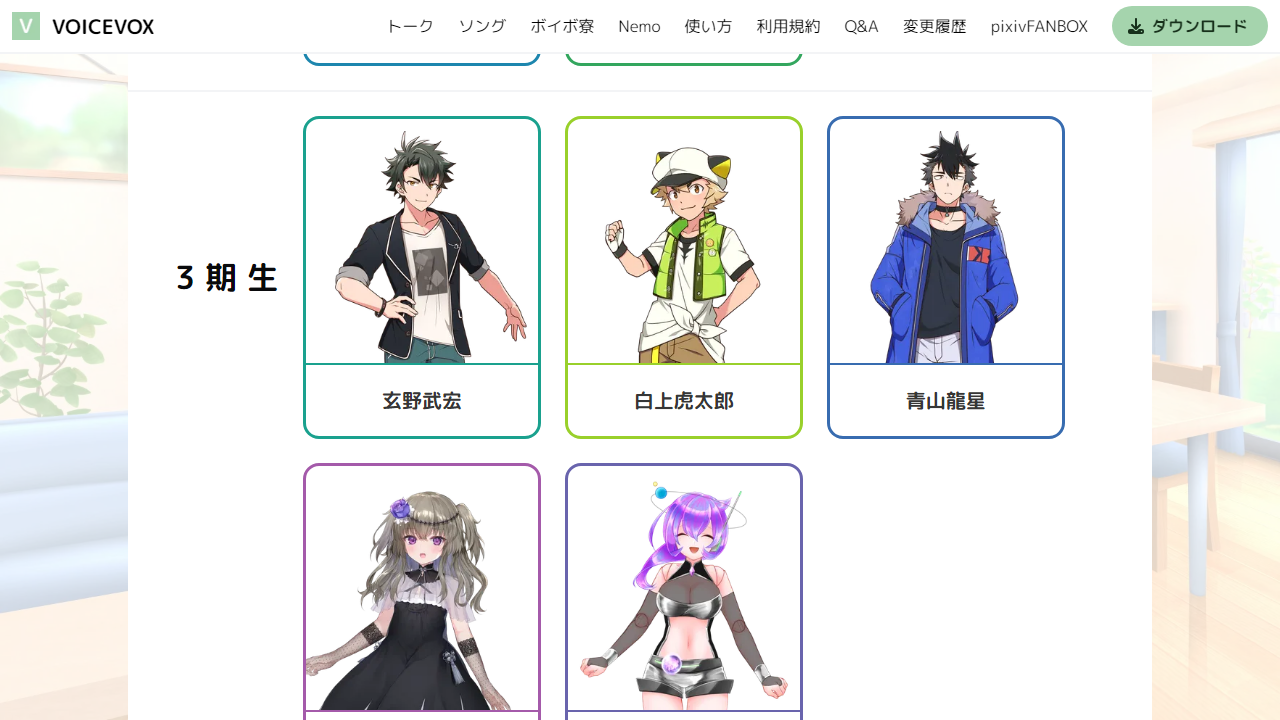 V VOICEVOX トーク ソング ボイボ寮 Nemo 使い方 利用規約 Q&A 変更履歴 pixivFANBOX ダウンロード
3期生
玄野武宏 白上虎太郎 青山龍星